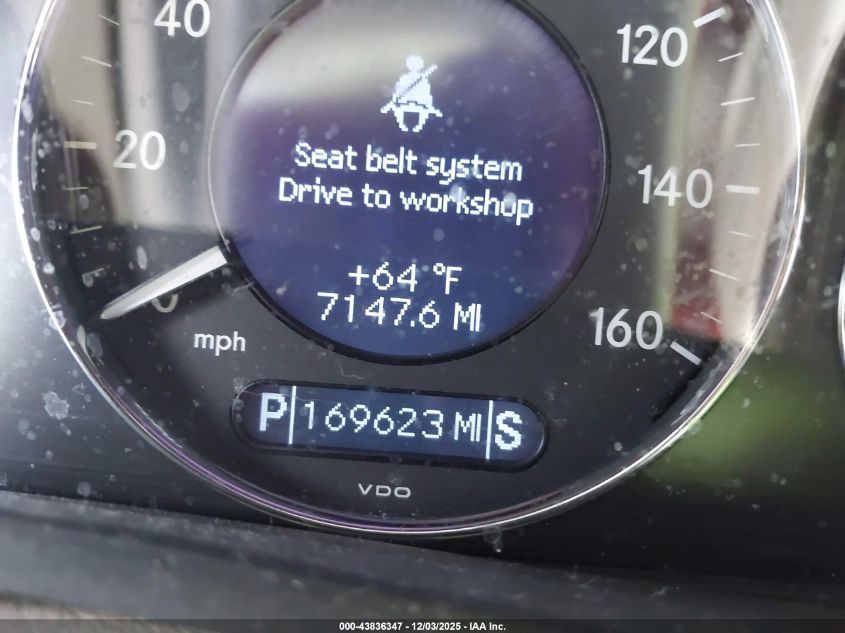 40
120
20
Seat belt system
Drive to workshop
140
+64 °F
7147.6 MI
0
160
mph
P 169623 MI S
VDO
000-43836347 - 12/03/2025 - IAA Inc.